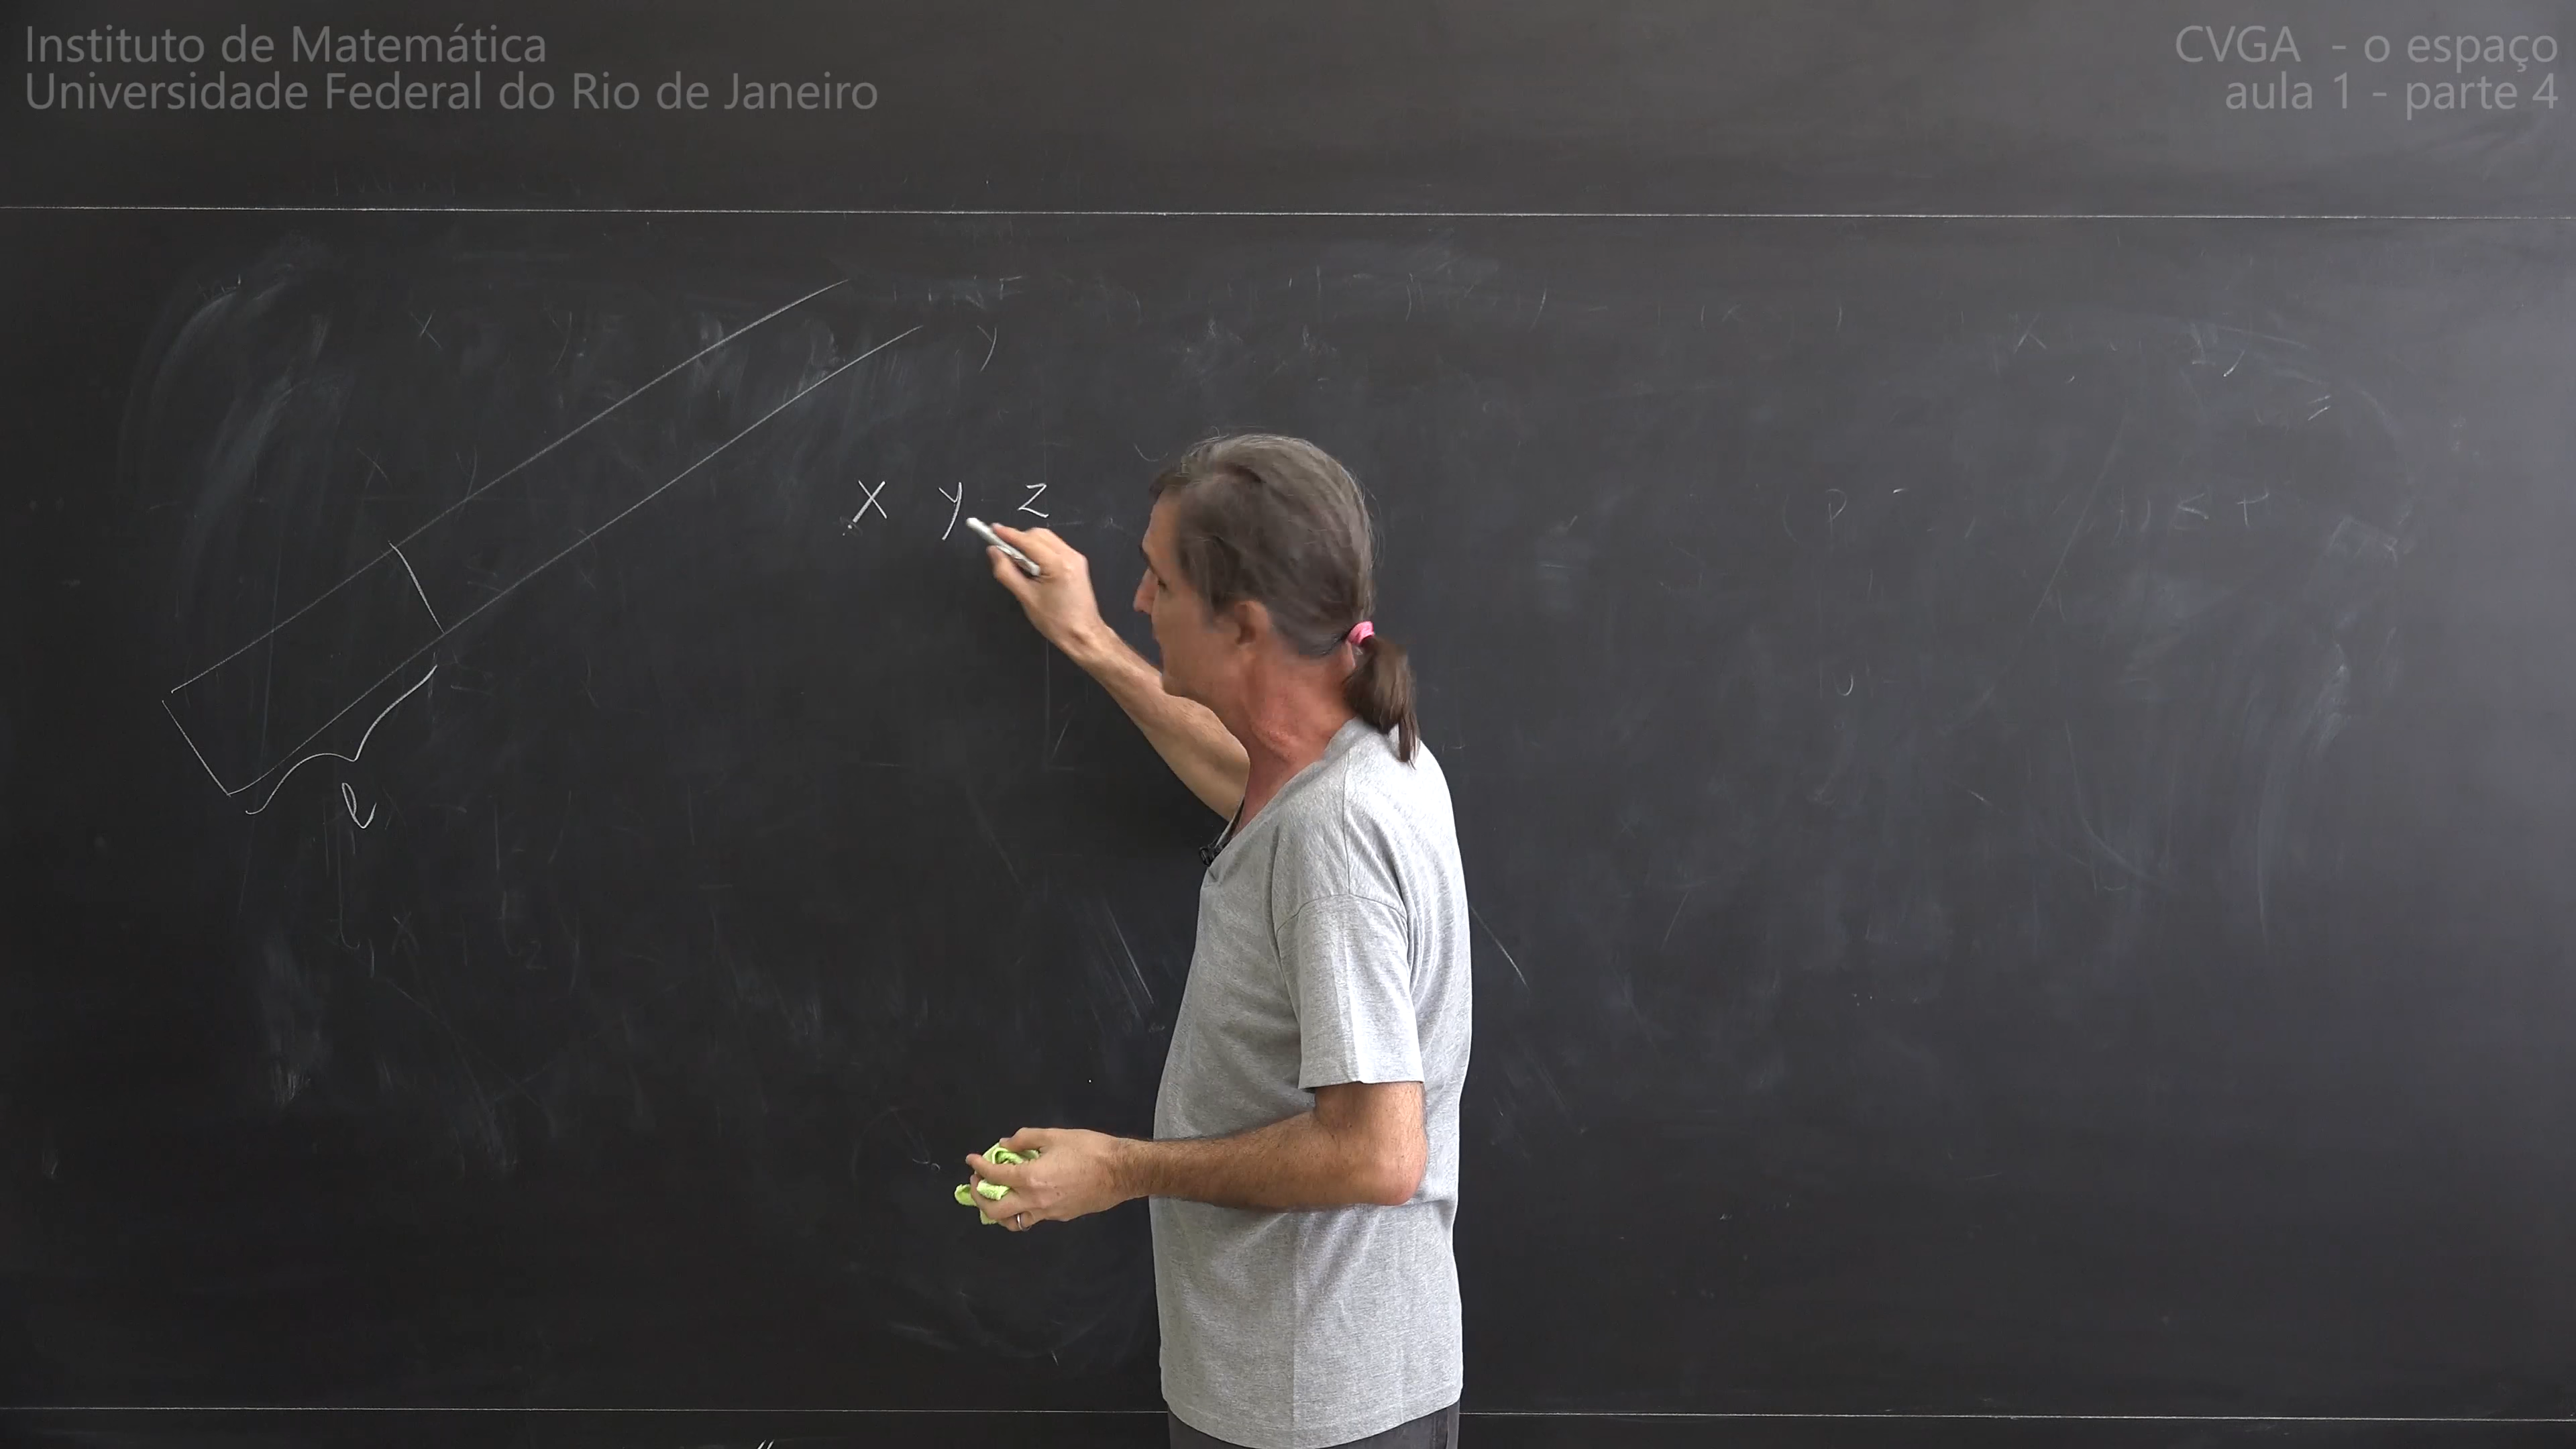 Instituto de Matemática
Universidade Federal do Rio de Janeiro
CVGA - o espaço
aula 1 - parte 4
x y z
l